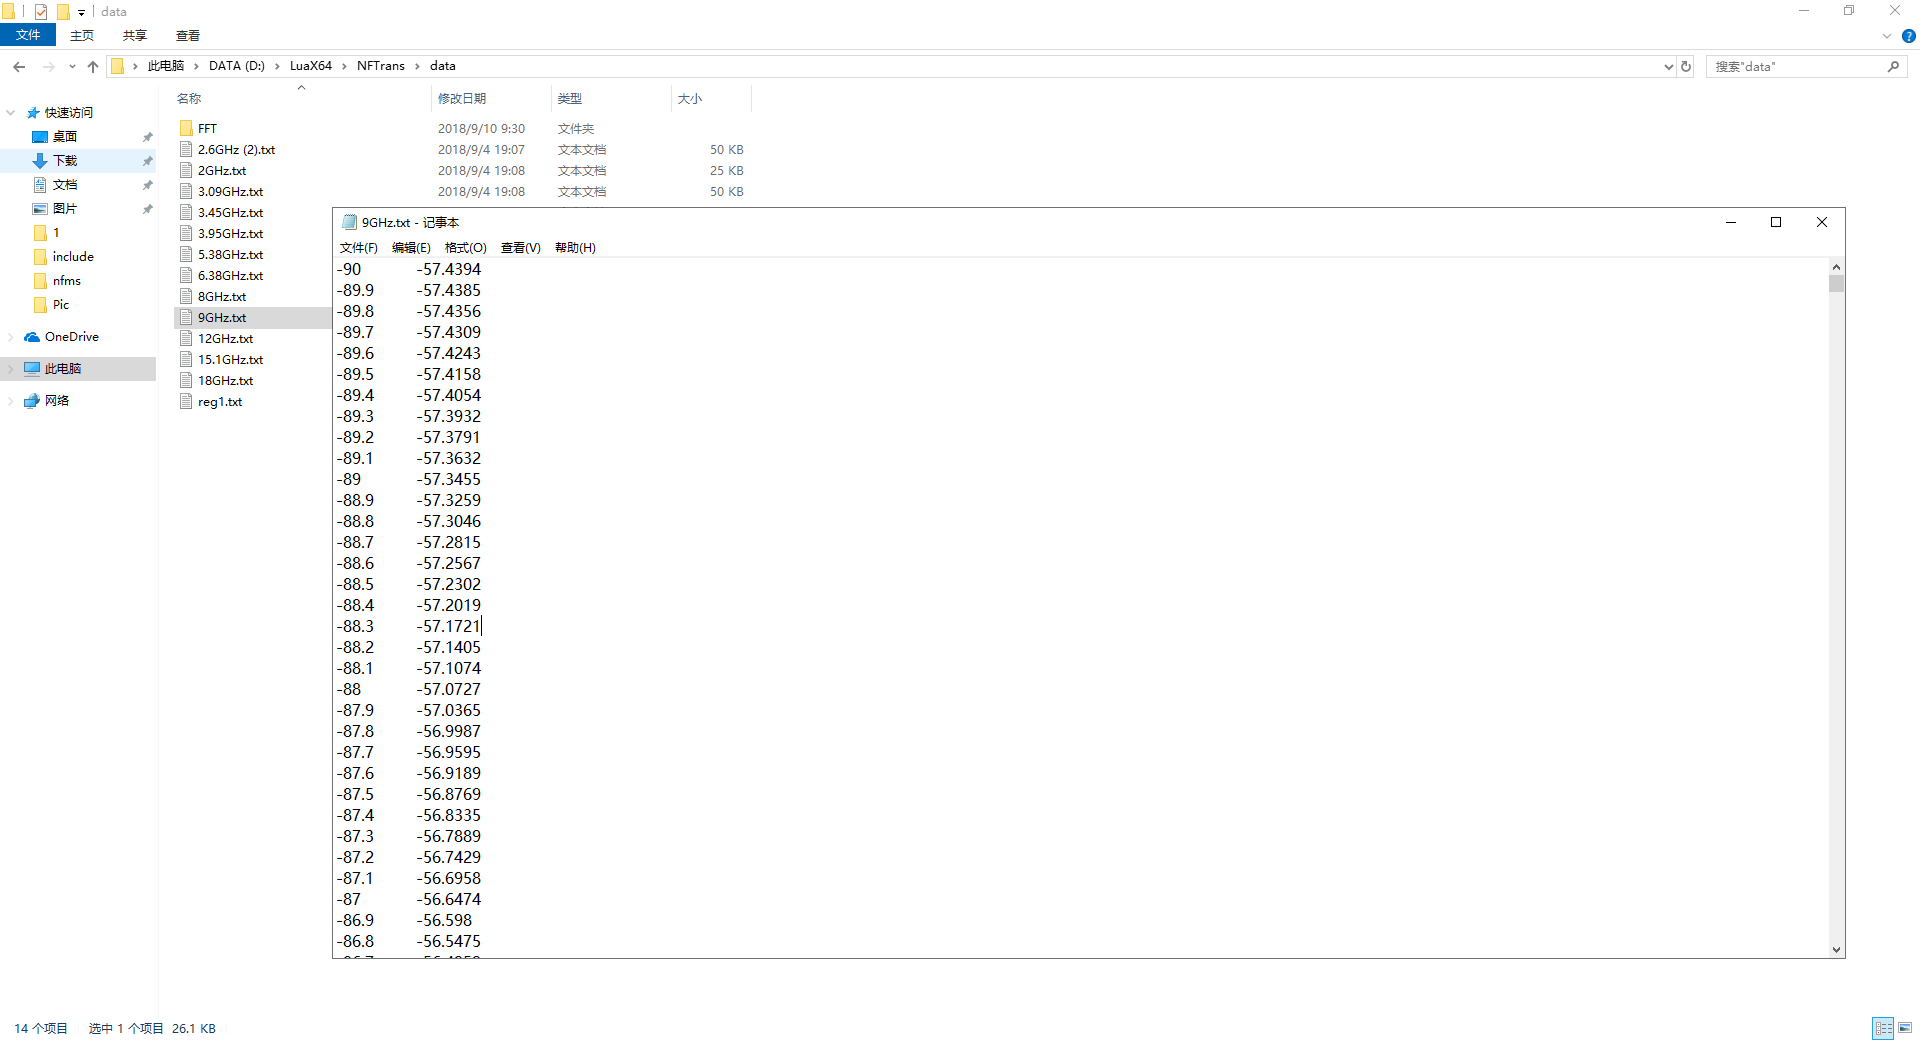 data
文件 主页 共享 查看
此电脑 DATA (D:) LuaX64 NFTrans data 搜索"data"
名称 修改日期 类型 大小
快速访问
桌面
下载
文档
图片
1
include
nfms
Pic
OneDrive
此电脑
网络
FFT 2018/9/10 9:30 文件夹
2.6GHz (2).txt 2018/9/4 19:07 文本文档 50 KB
2GHz.txt 2018/9/4 19:08 文本文档 25 KB
3.09GHz.txt 2018/9/4 19:08 文本文档 50 KB
3.45GHz.txt
3.95GHz.txt
5.38GHz.txt
6.38GHz.txt
8GHz.txt
9GHz.txt
12GHz.txt
15.1GHz.txt
18GHz.txt
reg1.txt
9GHz.txt - 记事本
文件(F) 编辑(E) 格式(O) 查看(V) 帮助(H)
-90 -57.4394
-89.9 -57.4385
-89.8 -57.4356
-89.7 -57.4309
-89.6 -57.4243
-89.5 -57.4158
-89.4 -57.4054
-89.3 -57.3932
-89.2 -57.3791
-89.1 -57.3632
-89 -57.3455
-88.9 -57.3259
-88.8 -57.3046
-88.7 -57.2815
-88.6 -57.2567
-88.5 -57.2302
-88.4 -57.2019
-88.3 -57.1721
-88.2 -57.1405
-88.1 -57.1074
-88 -57.0727
-87.9 -57.0365
-87.8 -56.9987
-87.7 -56.9595
-87.6 -56.9189
-87.5 -56.8769
-87.4 -56.8335
-87.3 -56.7889
-87.2 -56.7429
-87.1 -56.6958
-87 -56.6474
-86.9 -56.598
-86.8 -56.5475
14 个项目 选中 1 个项目 26.1 KB